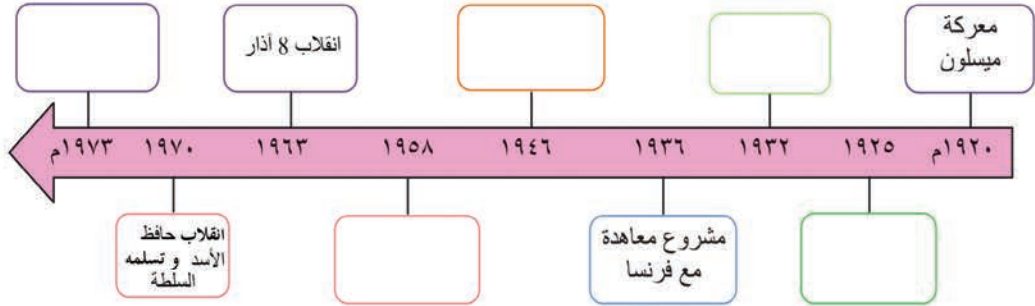 معركة
ميسلون
انقلاب 8 أذار
١٩٢٠م
١٩٢٥
١٩٣٢
١٩٣٦
١٩٤٦
١٩٥٨
١٩٦٣
١٩٧٠
١٩٧٣م
مشروع معاهدة
مع فرنسا
انقلاب حافظ
الأسد و تسلمه
السلطة